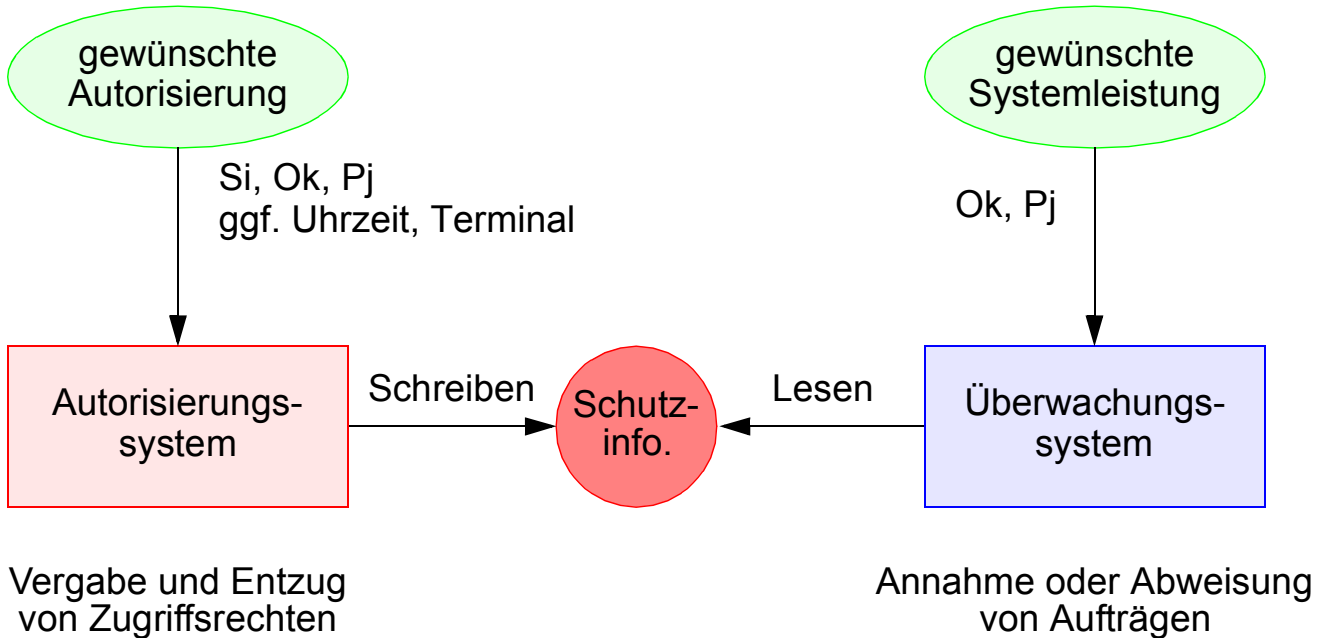 gewünschte
Autorisierung
gewünschte
Systemleistung
Si, Ok, Pj
ggf. Uhrzeit, Terminal
Ok, Pj
Autorisierungs-
system
Schreiben
Schutz-
info.
Lesen
Überwachungs-
system
Vergabe und Entzug
von Zugriffsrechten
Annahme oder Abweisung
von Aufträgen